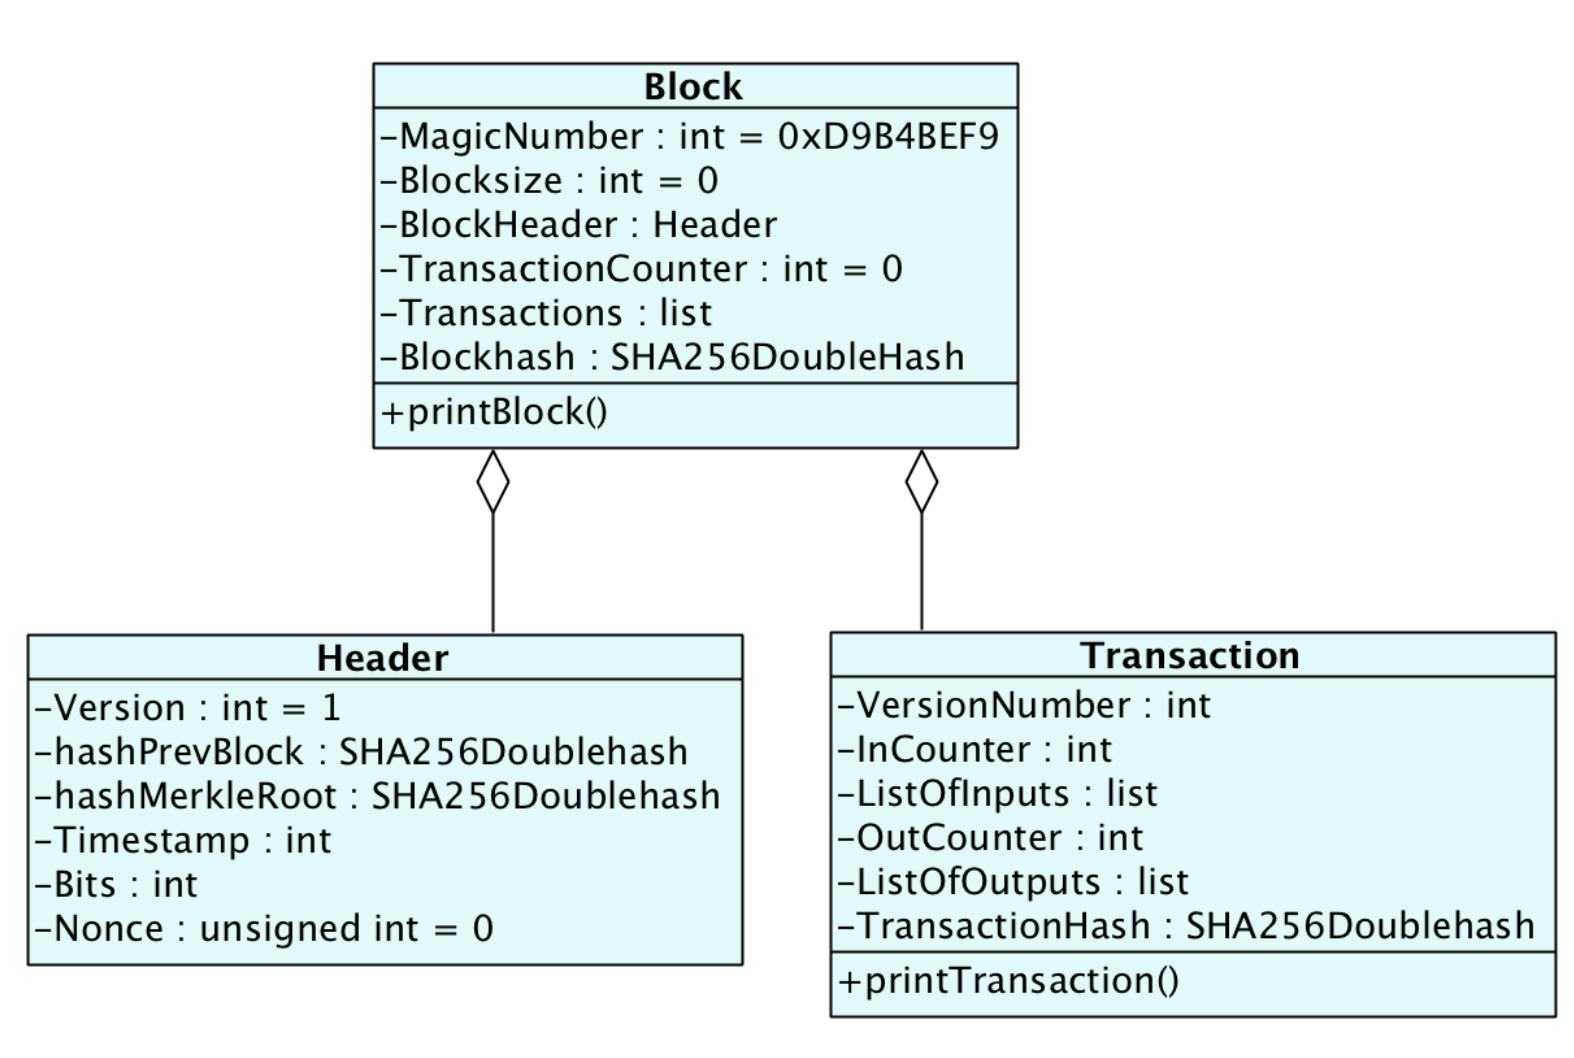 Block
-MagicNumber : int = 0xD9B4BEF9
-Blocksize : int = 0
-BlockHeader : Header
-TransactionCounter : int = 0
-Transactions : list
-Blockhash : SHA256DoubleHash
+printBlock()
Header
-Version : int = 1
-hashPrevBlock : SHA256Doublehash
-hashMerkleRoot : SHA256Doublehash
-Timestamp : int
-Bits : int
-Nonce : unsigned int = 0
Transaction
-VersionNumber : int
-InCounter : int
-ListOfInputs : list
-OutCounter : int
-ListOfOutputs : list
-TransactionHash : SHA256Doublehash
+printTransaction()